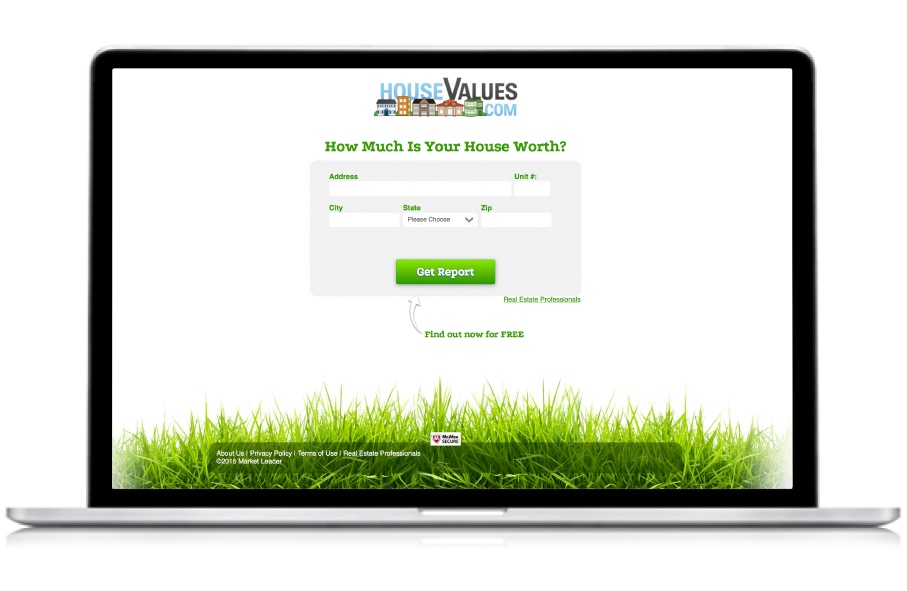 HOUSEVALUES
.COM
How Much Is Your House Worth?
Address Unit #:
City State Zip
Please Choose
Get Report
Real Estate Professionals
Find out now for FREE
McAfee
SECURE
About Us | Privacy Policy | Terms of Use | Real Estate Professionals
©2015 Market Leader